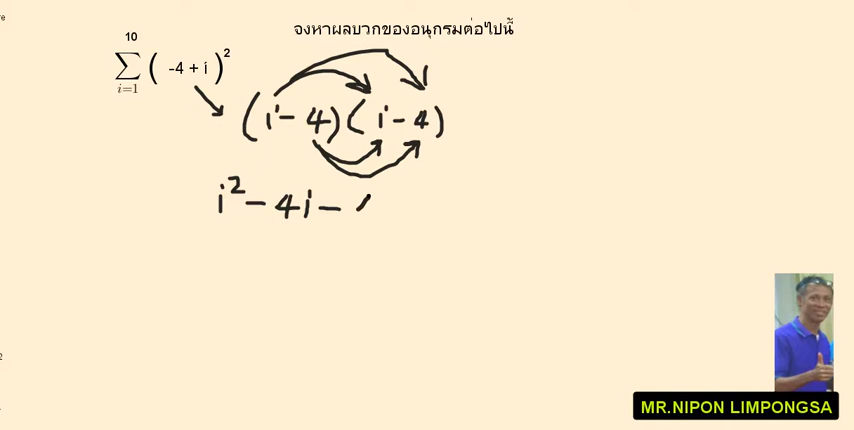 จงหาผลบวกของอนุกรมต่อไปนี้
10
∑ ( -4 + i )²
i=1
(i - 4)(i - 4)
i² - 4i -
MR.NIPON LIMPONGSA